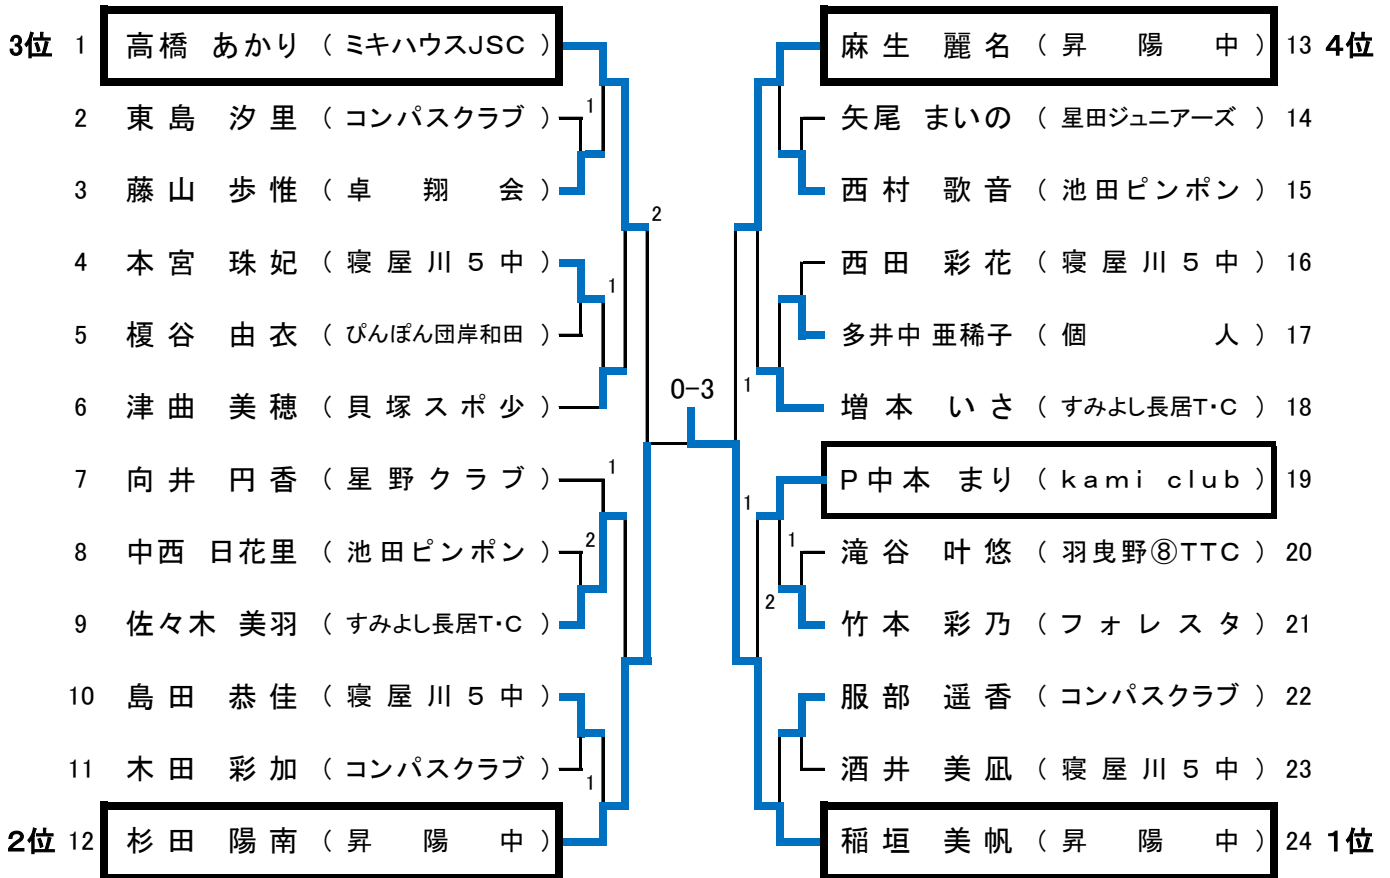 3位 1 高橋 あかり ( ミキハウスJSC )
2 東島 汐里 ( コンパスクラブ )
1
3 藤山 歩惟 ( 卓翔会 )
2
4 本宮 珠妃 ( 寝屋川5中 )
1
5 榎谷 由衣 ( ぴんぽん団岸和田 )
6 津曲 美穂 ( 貝塚スポ少 )
7 向井 円香 ( 星野クラブ )
1
8 中西 日花里 ( 池田ピンポン )
2
9 佐々木 美羽 ( すみよし長居T・C )
10 島田 恭佳 ( 寝屋川5中 )
11 木田 彩加 ( コンパスクラブ )
1
2位 12 杉田 陽南 ( 昇陽中 )
0-3
麻生 麗名 ( 昇陽中 ) 13 4位
矢尾 まいの ( 星田ジュニアーズ ) 14
西村 歌音 ( 池田ピンポン ) 15
西田 彩花 ( 寝屋川5中 ) 16
多井中 亜稀子 ( 個人 ) 17
1
増本 いさ ( すみよし長居T・C ) 18
P中本 まり ( kami club ) 19
1
1
滝谷 叶悠 ( 羽曳野⑧TTC ) 20
2
竹本 彩乃 ( フォレスタ ) 21
服部 遥香 ( コンパスクラブ ) 22
酒井 美凪 ( 寝屋川5中 ) 23
稲垣 美帆 ( 昇陽中 ) 24 1位